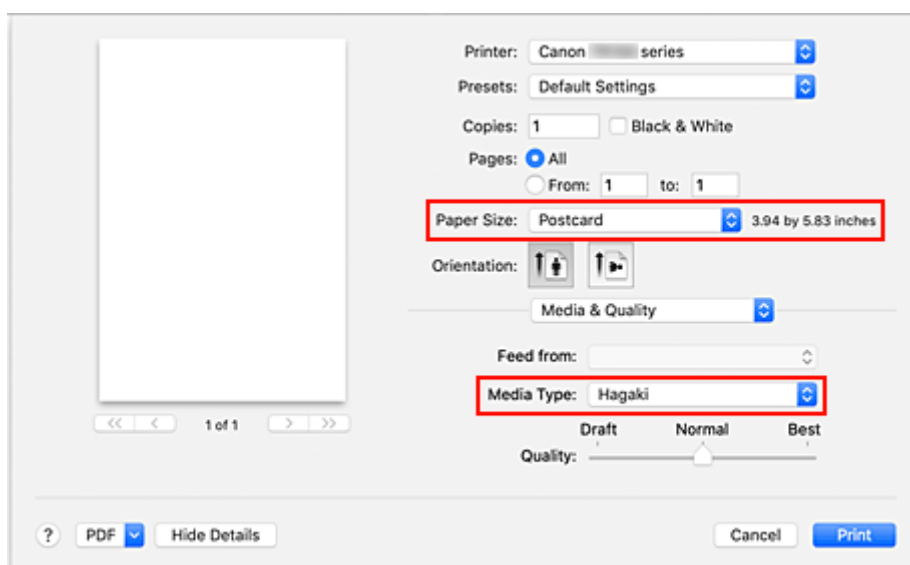 Printer: Canon series
Presets: Default Settings
Copies: 1 Black & White
Pages: All
From: 1 to: 1
Paper Size: Postcard 3.94 by 5.83 inches
Orientation:
Media & Quality
Feed from:
Media Type: Hagaki
Draft Normal Best
Quality:
<< < 1 of 1 > >>
? PDF Hide Details Cancel Print